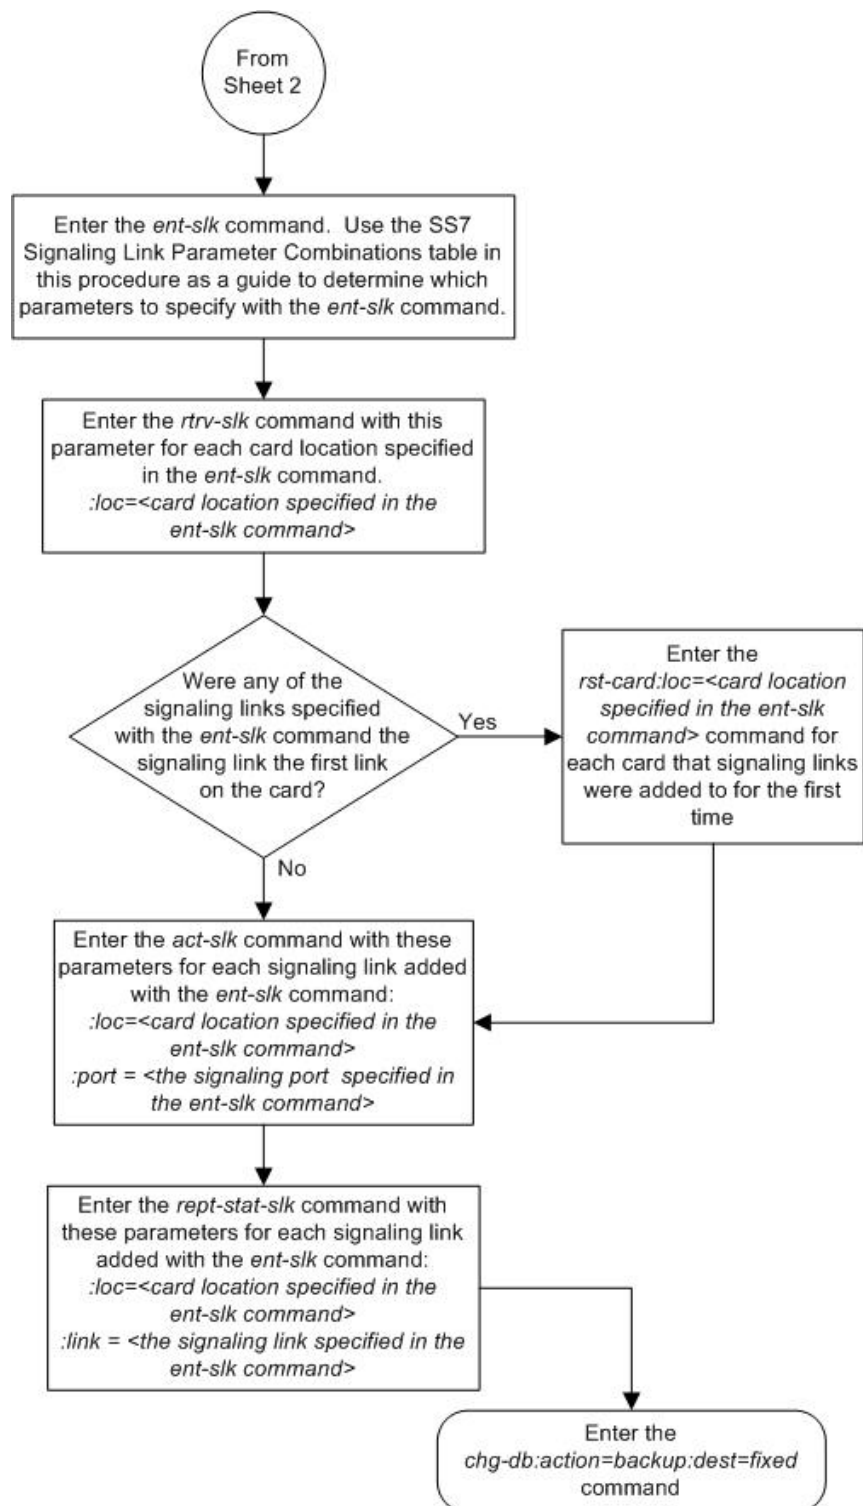 From
Sheet 2
Enter the ent-slk command. Use the SS7
Signaling Link Parameter Combinations table in
this procedure as a guide to determine which
parameters to specify with the ent-slk command.
Enter the rtrv-slk command with this
parameter for each card location specified
in the ent-slk command.
:loc=<card location specified in the
ent-slk command>
Were any of the
signaling links specified
with the ent-slk command the
signaling link the first link
on the card?
Yes
Enter the
rst-card:loc=<card location
specified in the ent-slk
command> command for
each card that signaling links
were added to for the first
time
No
Enter the act-slk command with these
parameters for each signaling link added
with the ent-slk command:
:loc=<card location specified in the
ent-slk command>
:port = <the signaling port specified in
the ent-slk command>
Enter the rept-stat-slk command with
these parameters for each signaling link
added with the ent-slk command:
:loc=<card location specified in the
ent-slk command>
:link = <the signaling link specified in the
ent-slk command>
Enter the
chg-db:action=backup:dest=fixed
command